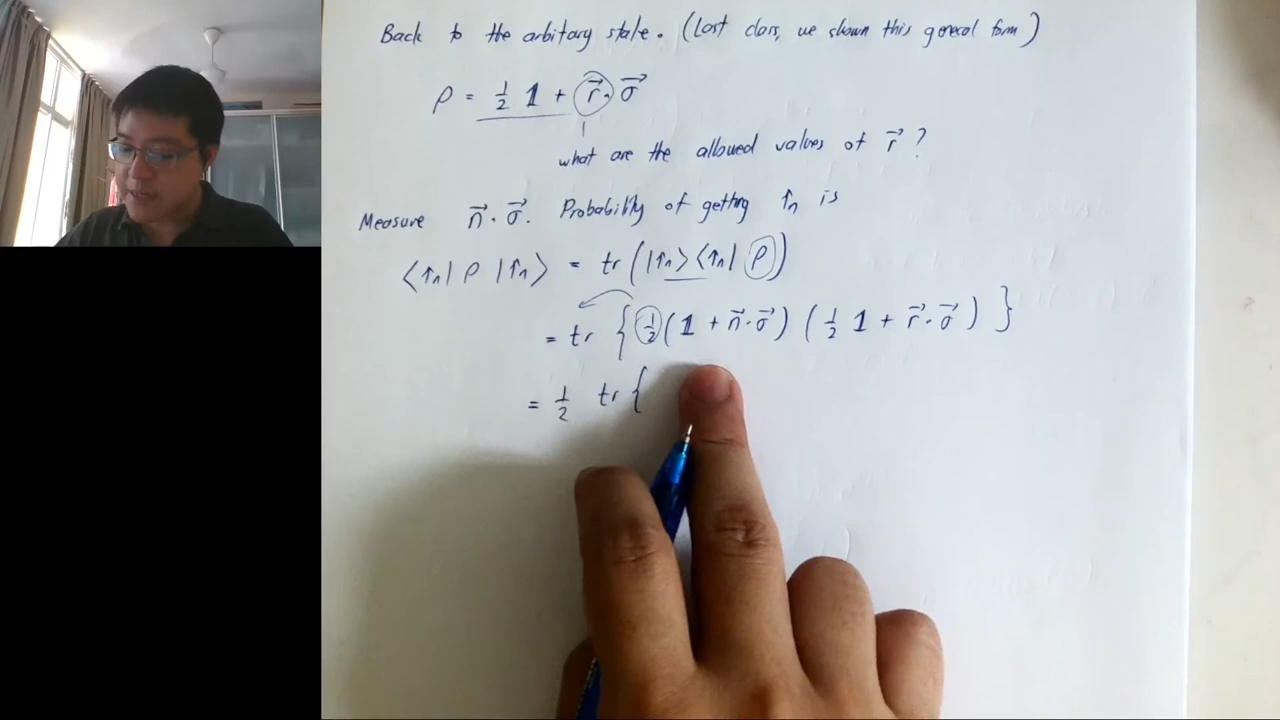 Back to the arbitary state. (Last class, we shown this general form)
ρ = ½ 𝟙 + r⃗ · σ⃗
what are the allowed values of r⃗ ?
Measure n⃗ · σ⃗. Probability of getting ↑n is
⟨↑n| ρ |↑n⟩ = tr (|↑n⟩⟨↑n| ρ)
= tr { ½ (𝟙 + n⃗ · σ⃗) (½ 𝟙 + r⃗ · σ⃗) }
= ½ tr {